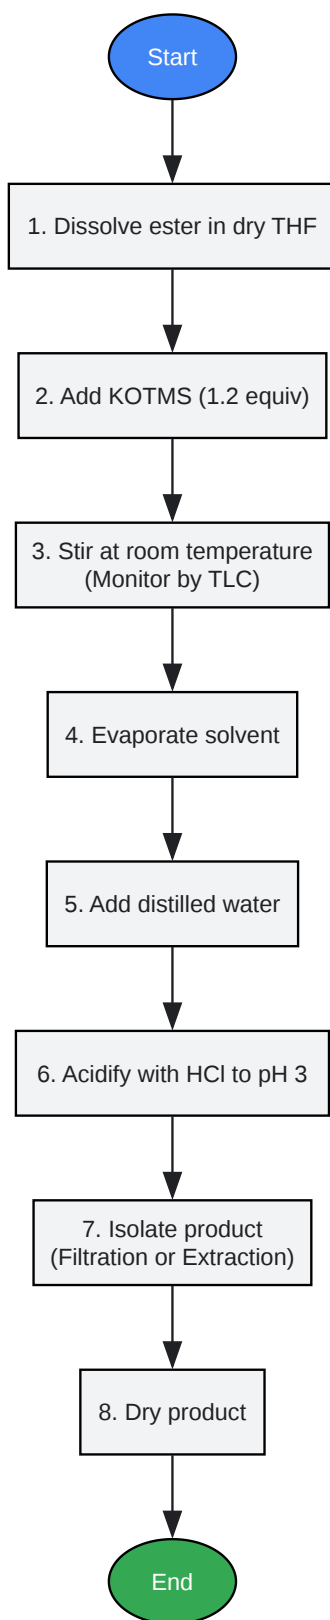 Start
1. Dissolve ester in dry THF
2. Add KOTMS (1.2 equiv)
3. Stir at room temperature
(Monitor by TLC)
4. Evaporate solvent
5. Add distilled water
6. Acidify with HCl to pH 3
7. Isolate product
(Filtration or Extraction)
8. Dry product
End